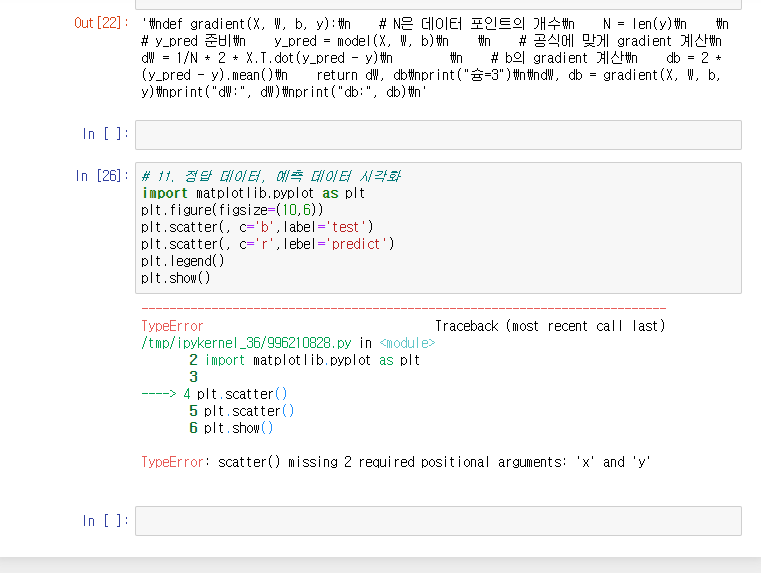 Out[22]: '₩ndef gradient(X, W, b, y):₩n    # N은 데이터 포인트의 개수₩n    N = len(y)₩n    ₩n
# y_pred 준비₩n    y_pred = model(X, W, b)₩n    ₩n    # 공식에 맞게 gradient 계산₩n
dW = 1/N * 2 * X.T.dot(y_pred - y)₩n        ₩n    # b의 gradient 계산₩n    db = 2 *
(y_pred - y).mean()₩n    return dW, db₩nprint("슝=3")₩n₩ndW, db = gradient(X, W, b,
y)₩nprint("dW:", dW)₩nprint("db:", db)₩n'
In [ ]:
In [26]: # 11. 정답 데이터, 예측 데이터 시각화
import matplotlib.pyplot as plt
plt.figure(figsize=(10,6))
plt.scatter(, c='b',label='test')
plt.scatter(, c='r',lebel='predict')
plt.legend()
plt.show()
---------------------------------------------------------------------------
TypeError                                 Traceback (most recent call last)
/tmp/ipykernel_36/996210828.py in <module>
2 import matplotlib.pyplot as plt
3
----> 4 plt.scatter()
5 plt.scatter()
6 plt.show()
TypeError: scatter() missing 2 required positional arguments: 'x' and 'y'
In [ ]: